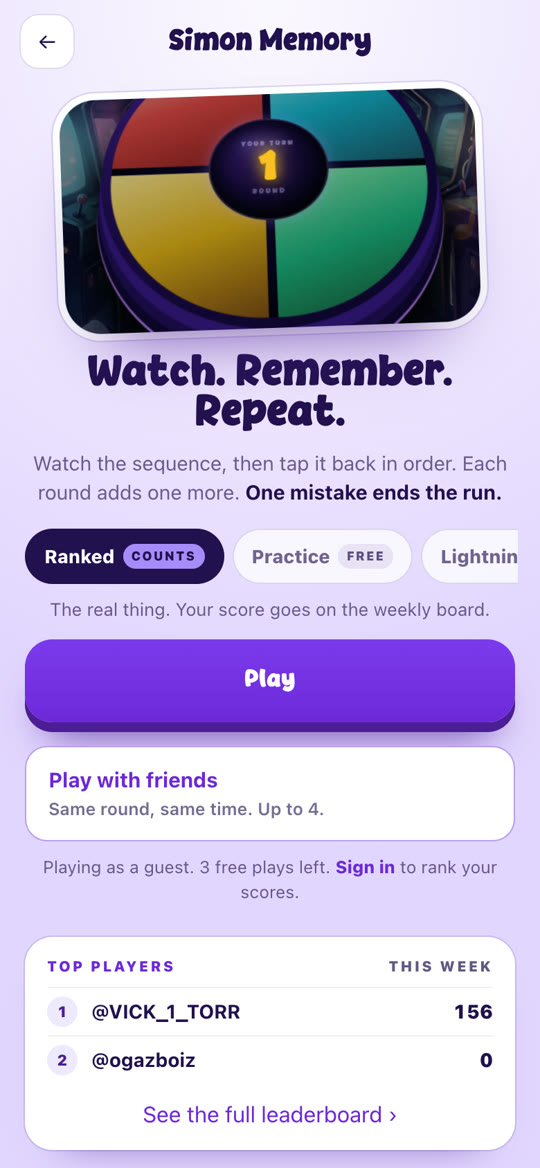 ←
Simon Memory
YOUR TURN
1
ROUND
Watch. Remember.
Repeat.
Watch the sequence, then tap it back in order. Each
round adds one more. One mistake ends the run.
Ranked COUNTS Practice FREE Lightnin
The real thing. Your score goes on the weekly board.
Play
Play with friends
Same round, same time. Up to 4.
Playing as a guest. 3 free plays left. Sign in to rank your
scores.
TOP PLAYERS THIS WEEK
1 @VICK_1_TORR 156
2 @ogazboiz 0
See the full leaderboard ›